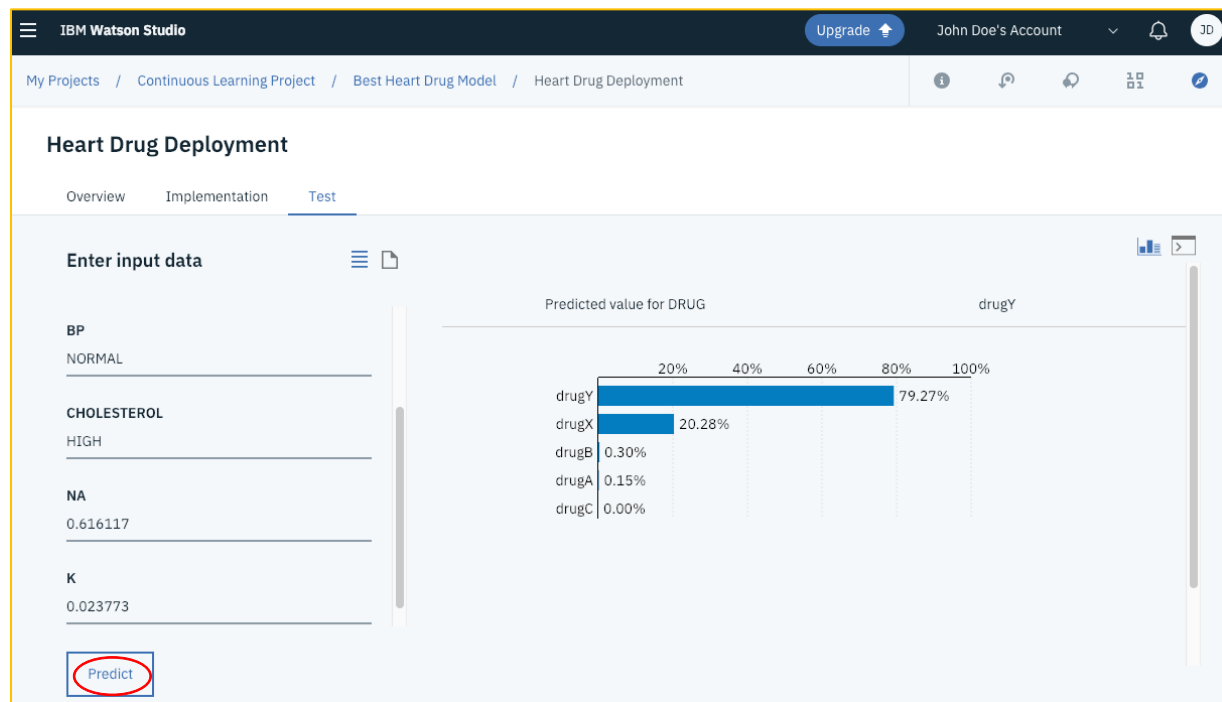 IBM Watson Studio
Upgrade
John Doe's Account
JD
My Projects / Continuous Learning Project / Best Heart Drug Model / Heart Drug Deployment
Heart Drug Deployment
Overview Implementation Test
Enter input data
BP
NORMAL
CHOLESTEROL
HIGH
NA
0.616117
K
0.023773
Predict
Predicted value for DRUG drugY
20% 40% 60% 80% 100%
drugY 79.27%
drugX 20.28%
drugB 0.30%
drugA 0.15%
drugC 0.00%